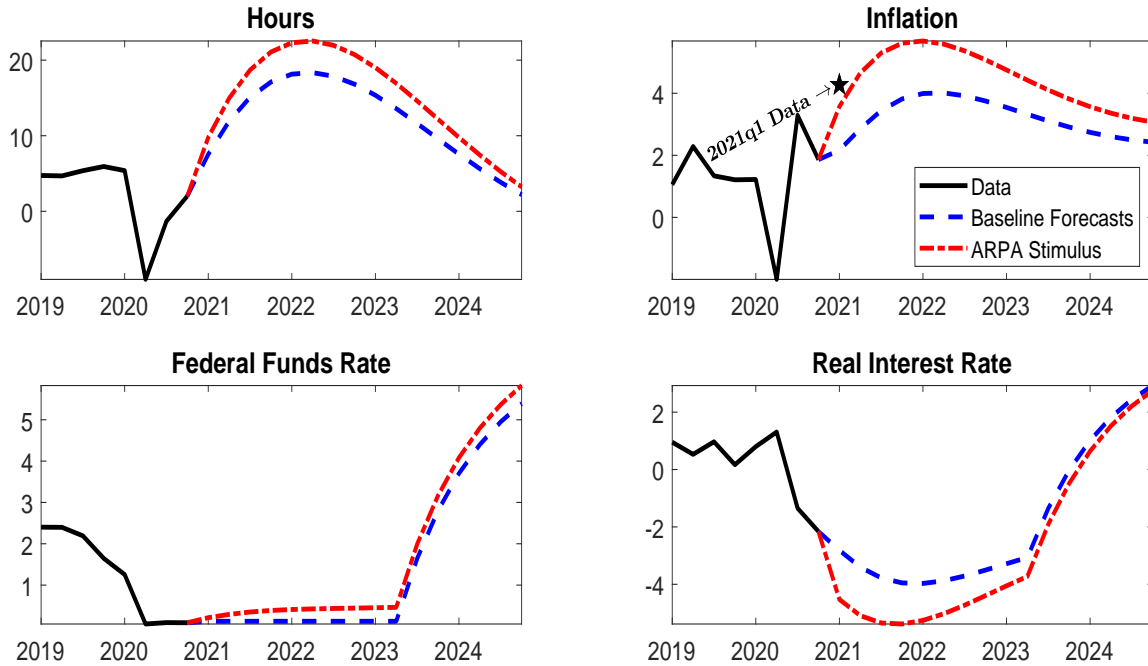 Hours
20
10
0
2019 2020 2021 2022 2023 2024
Inflation
4
2
0
2021q1 Data →★
Data
Baseline Forecasts
ARPA Stimulus
2019 2020 2021 2022 2023 2024
Federal Funds Rate
5
4
3
2
1
2019 2020 2021 2022 2023 2024
Real Interest Rate
2
0
-2
-4
2019 2020 2021 2022 2023 2024